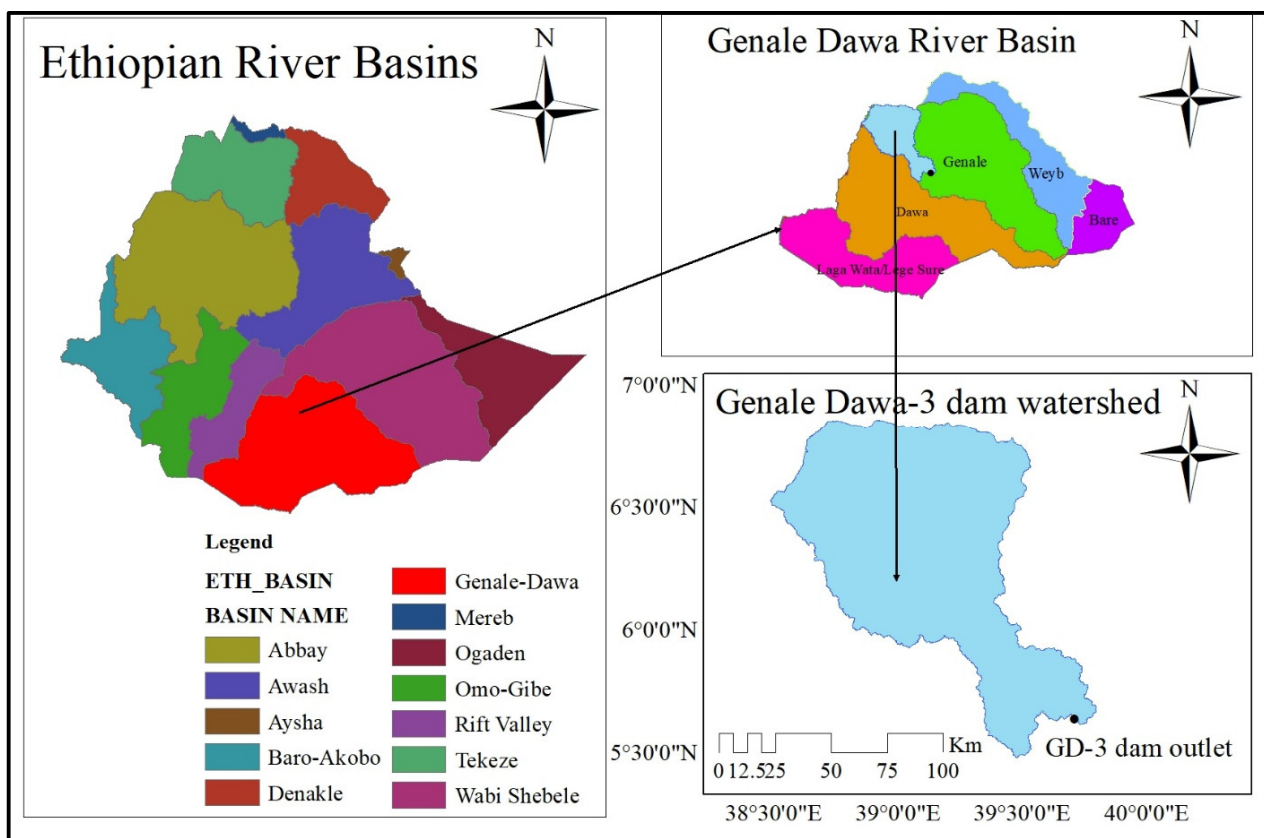 Ethiopian River Basins
N
Legend
ETH_BASIN
BASIN NAME
Abbay
Awash
Aysha
Baro-Akobo
Denakle
Genale-Dawa
Mereb
Ogaden
Omo-Gibe
Rift Valley
Tekeze
Wabi Shebele
Genale Dawa River Basin
N
Genale
Weyb
Dawa
Bare
Laga Wata/Lege Sure
Genale Dawa-3 dam watershed
N
7°0'0"N
6°30'0"N
6°0'0"N
5°30'0"N
GD-3 dam outlet
Km
0 12.525 50 75 100
38°30'0"E 39°0'0"E 39°30'0"E 40°0'0"E